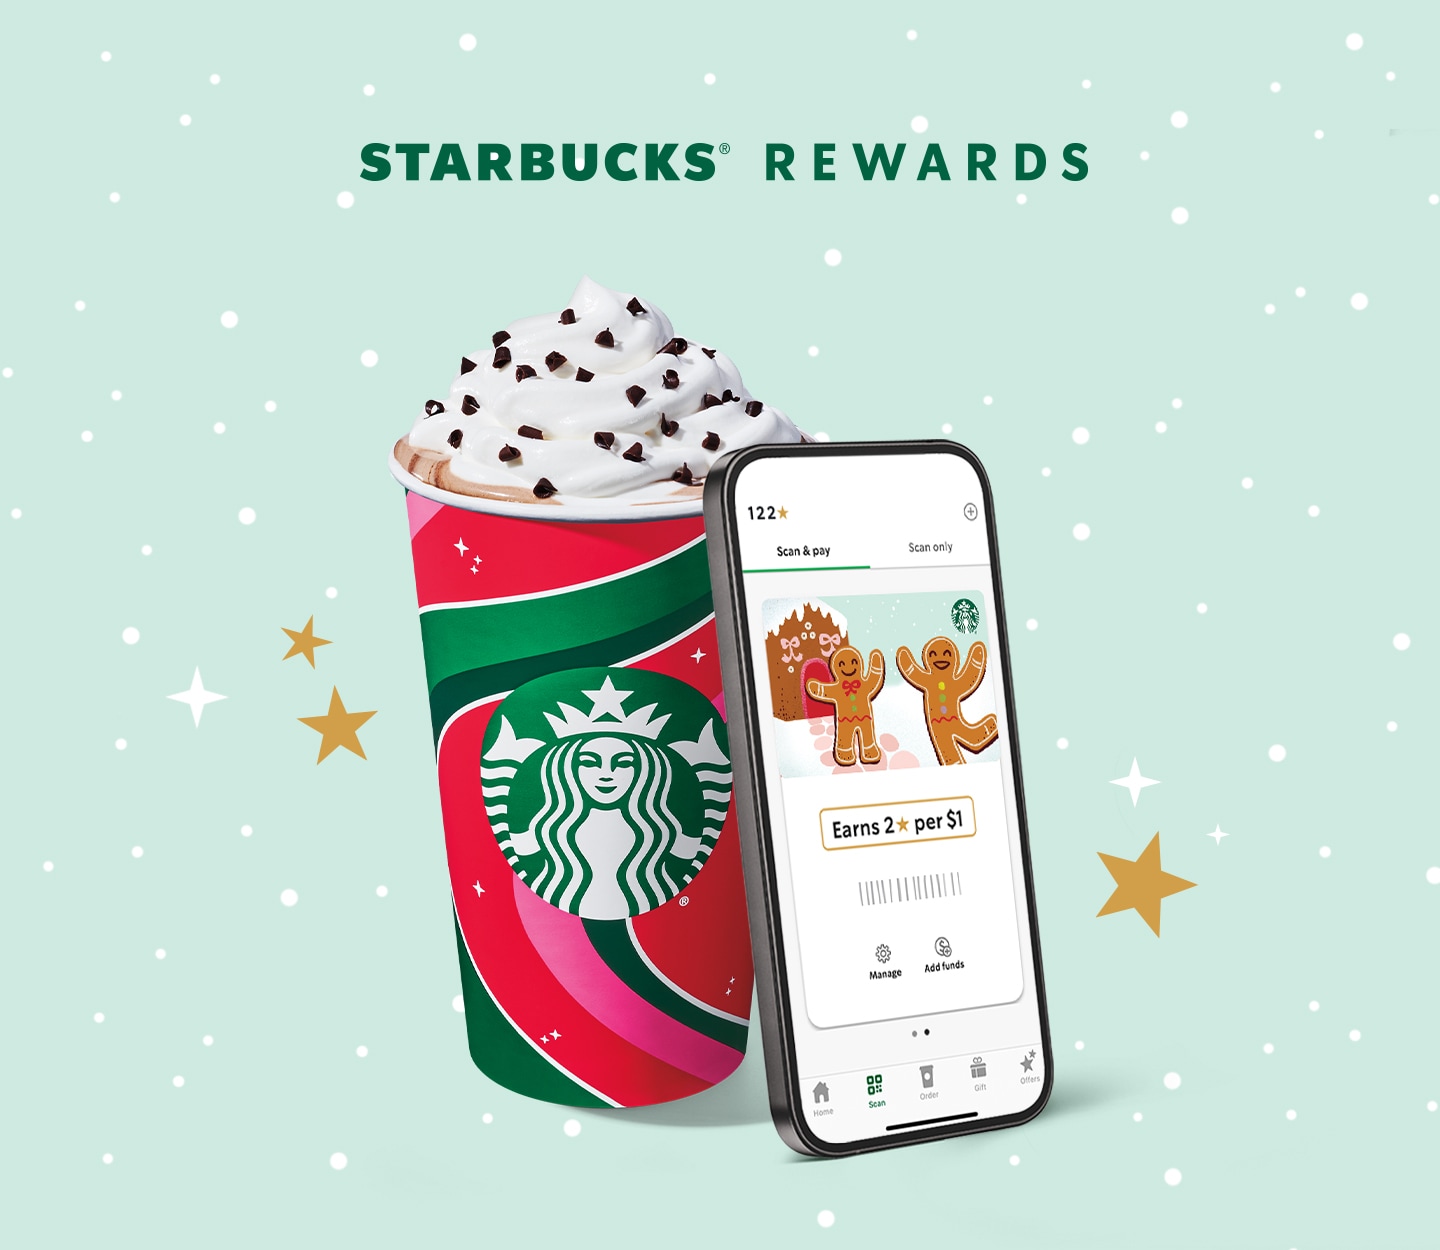 STARBUCKS® REWARDS
122★
Scan & pay
Scan only
Earns 2★ per $1
Manage
Add funds
Home
Scan
Order
Gift
Offers
®